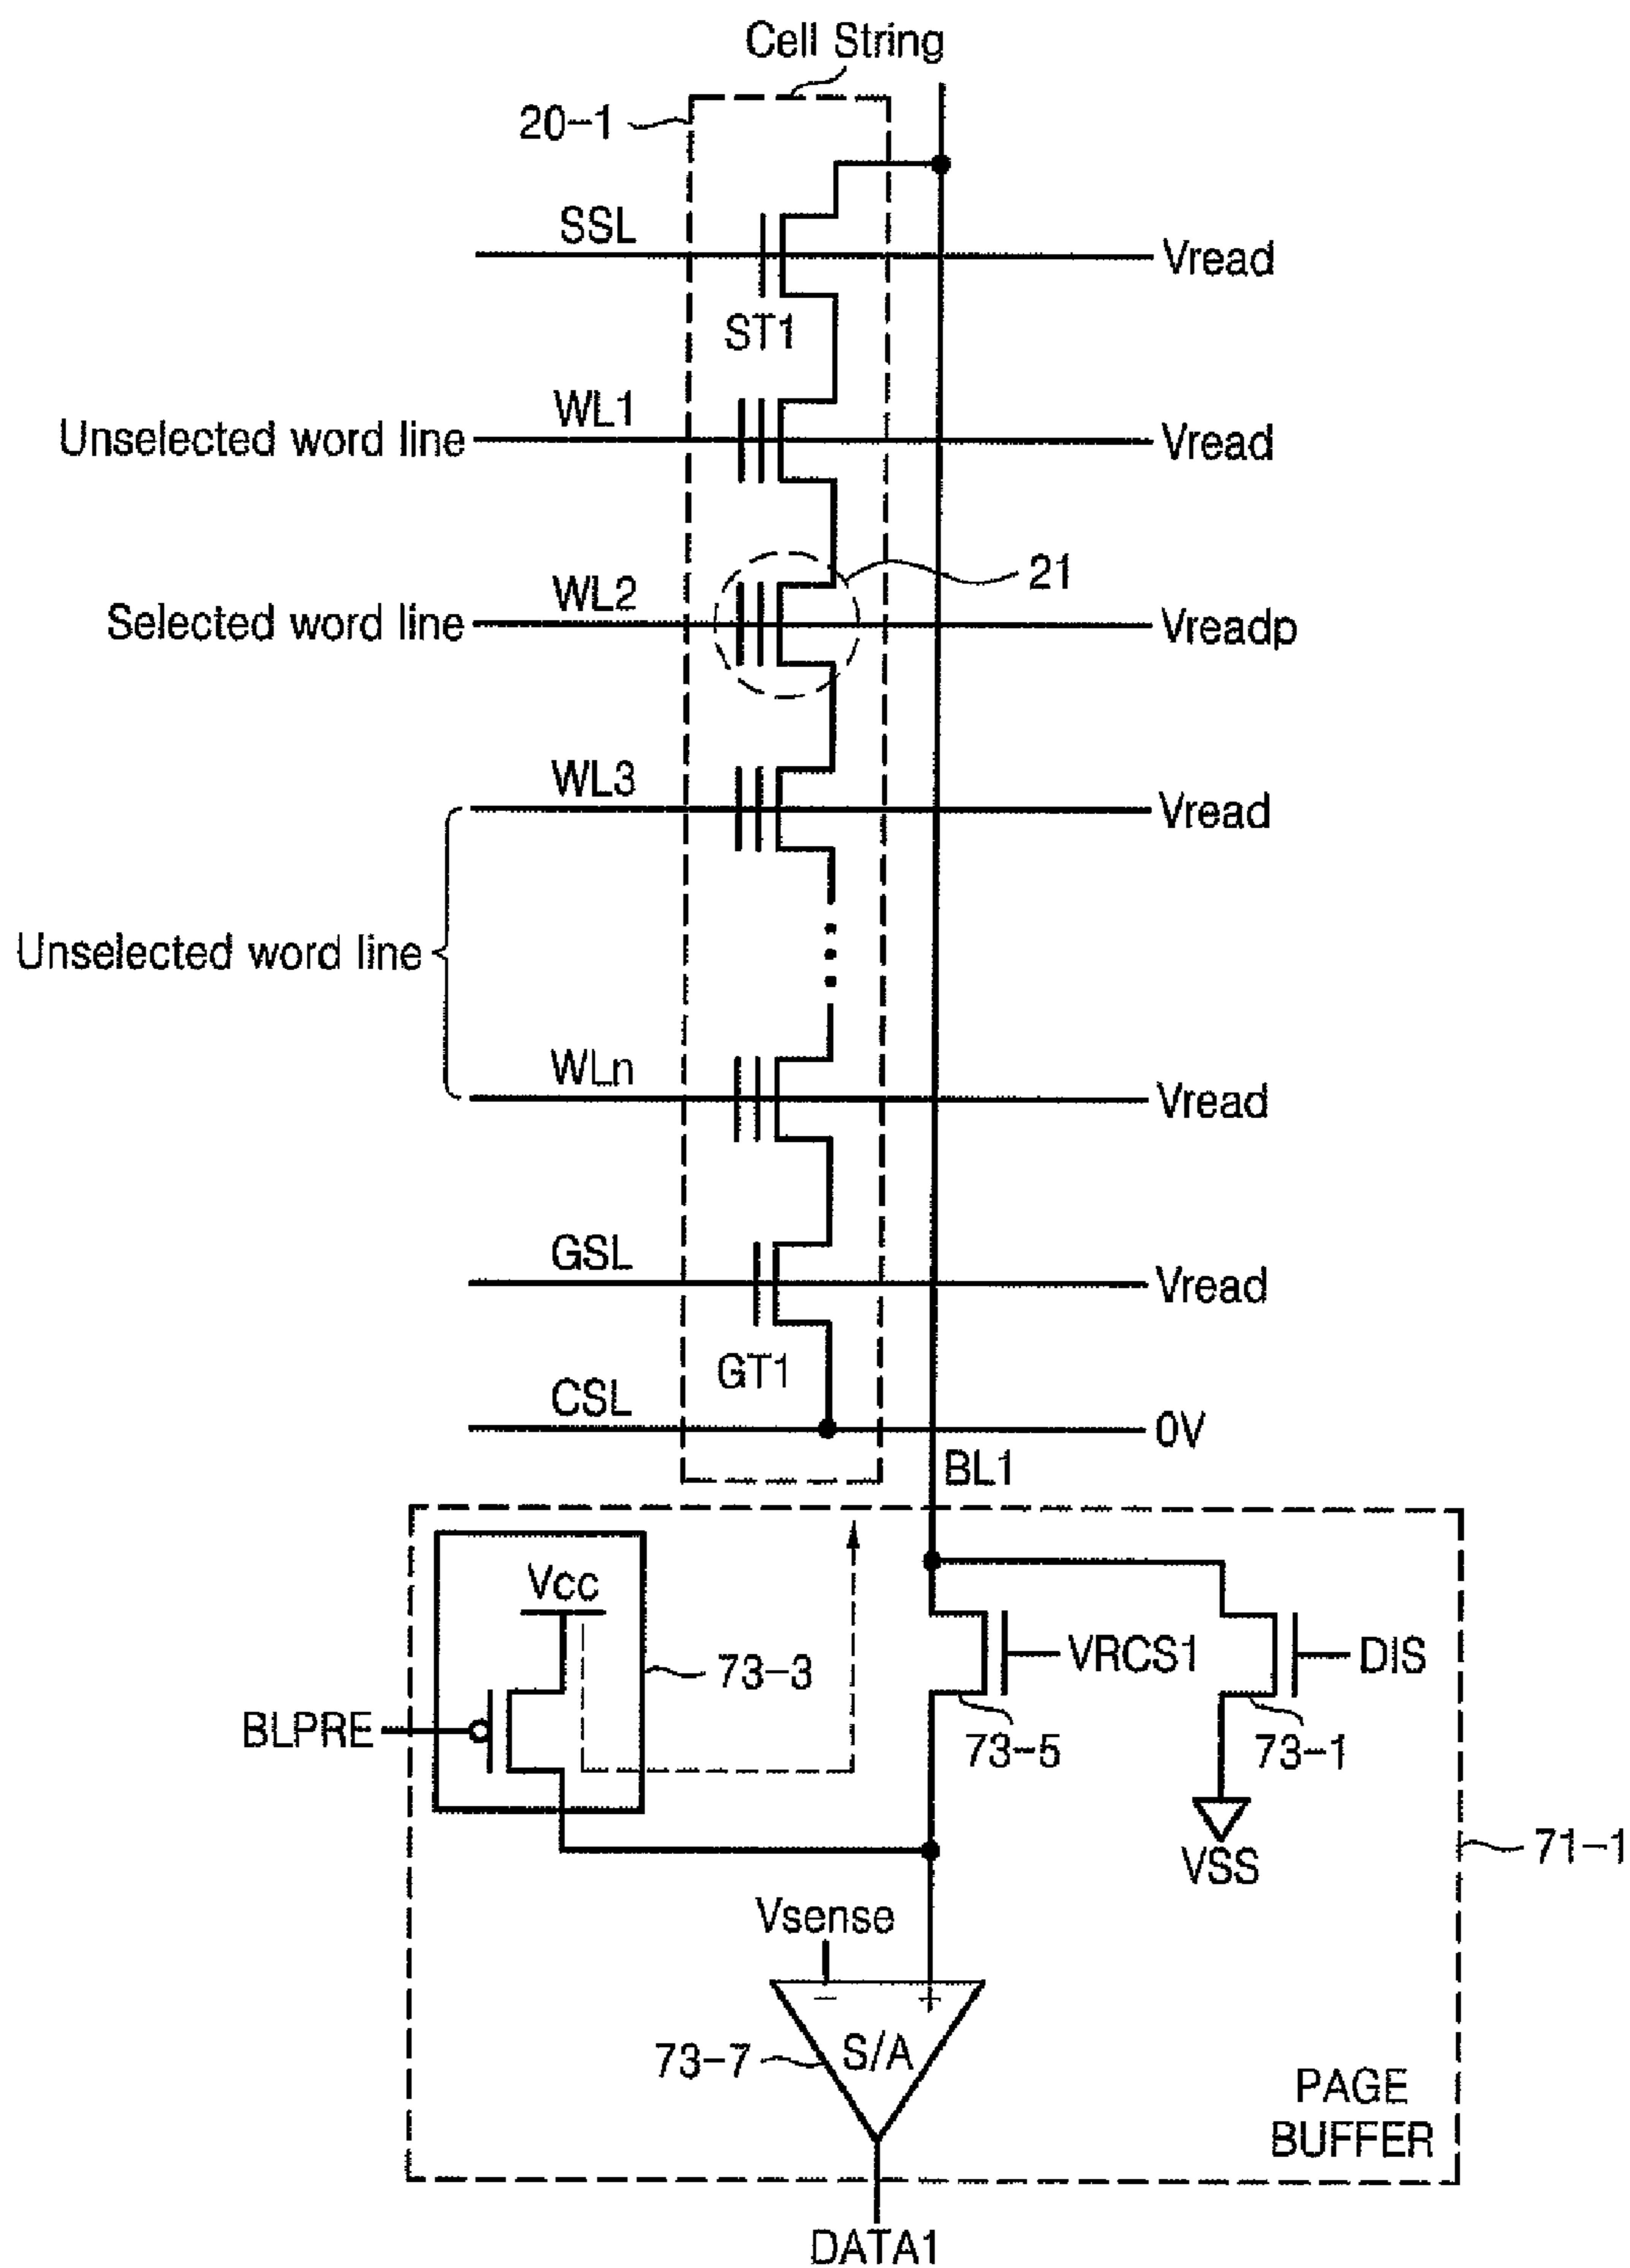 Cell String
20-1
SSL
Vread
ST1
WL1
Unselected word line
Vread
21
WL2
Selected word line
Vreadp
WL3
Vread
Unselected word line
WLn
Vread
GSL
Vread
GT1
CSL
0V
BL1
Vcc
73-3
VRCS1
DIS
BLPRE
73-5
73-1
71-1
VSS
Vsense
- +
S/A
73-7
PAGE
BUFFER
DATA1